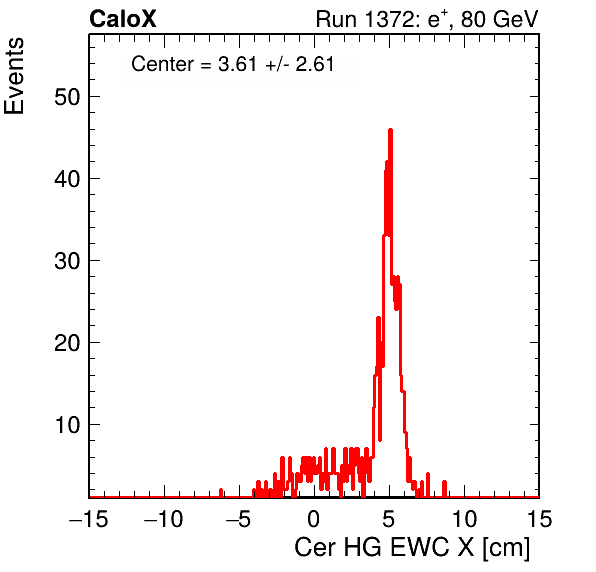 CaloX Run 1372: e⁺, 80 GeV
Center = 3.61 +/- 2.61
Events
50
40
30
20
10
−15 −10 −5 0 5 10 15
Cer HG EWC X [cm]